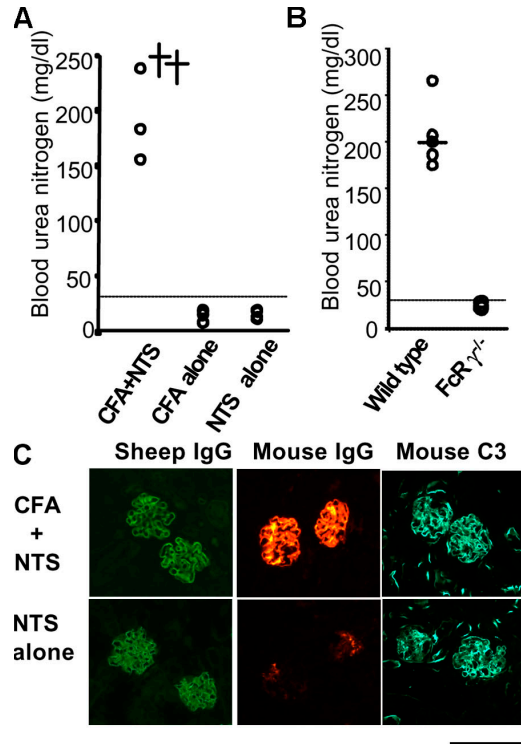 A
Blood urea nitrogen (mg/dl)
250
200
150
100
50
0
CFA+NTS
CFA alone
NTS alone
B
Blood urea nitrogen (mg/dl)
300
250
200
150
100
50
0
Wild type
FcR γ-/-
C
Sheep IgG Mouse IgG Mouse C3
CFA
+
NTS
NTS
alone